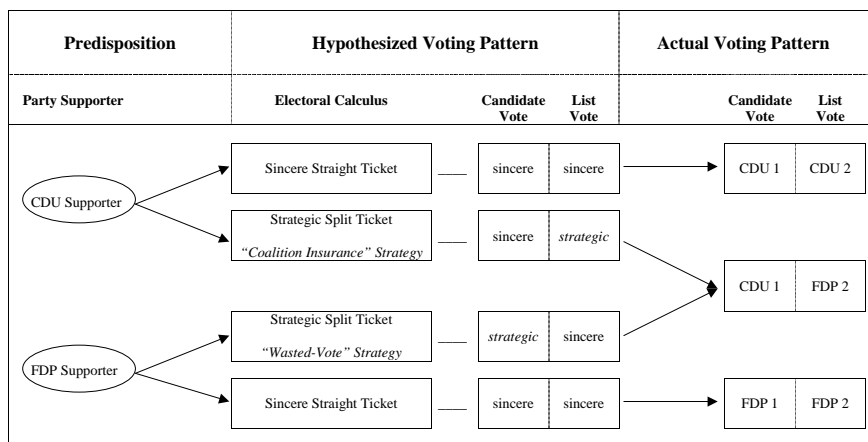 Predisposition Hypothesized Voting Pattern Actual Voting Pattern
Party Supporter Electoral Calculus Candidate Vote List Vote Candidate Vote List Vote
Sincere Straight Ticket sincere sincere CDU 1 CDU 2
CDU Supporter
Strategic Split Ticket
"Coalition Insurance" Strategy sincere strategic
CDU 1 FDP 2
Strategic Split Ticket
"Wasted-Vote" Strategy strategic sincere
FDP Supporter
Sincere Straight Ticket sincere sincere FDP 1 FDP 2